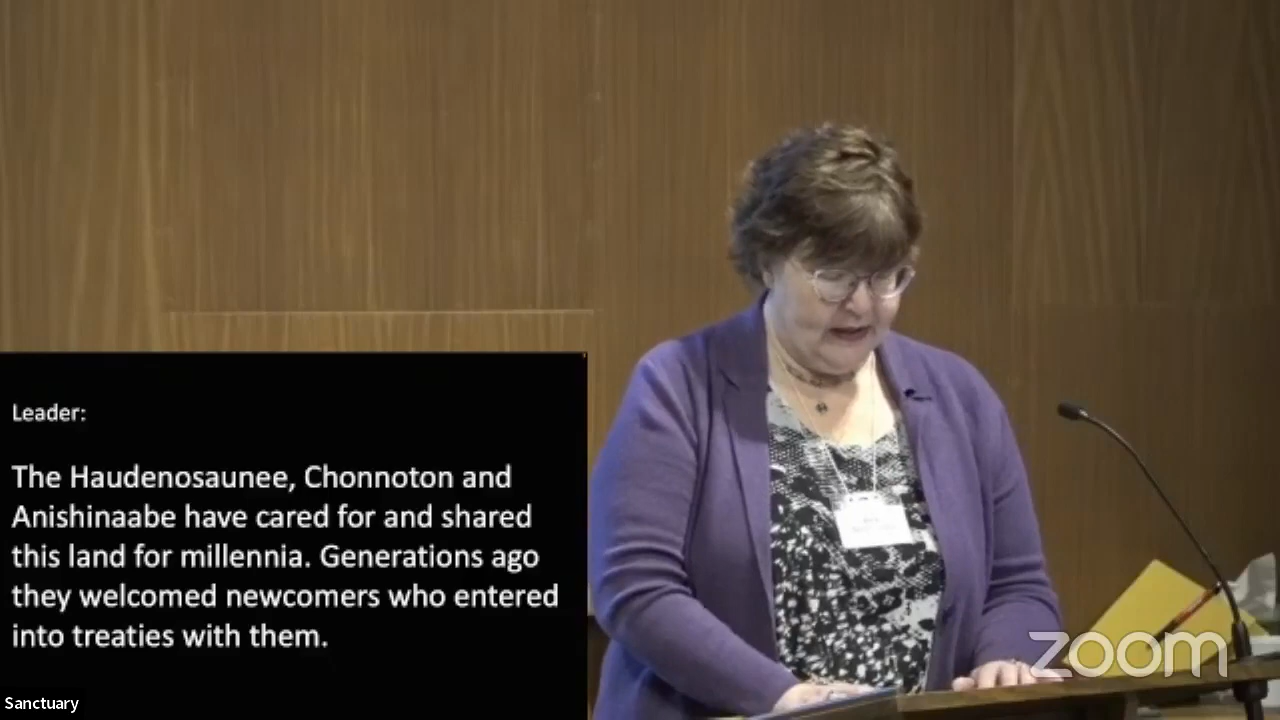 Leader:
The Haudenosaunee, Chonnoton and
Anishinaabe have cared for and shared
this land for millennia. Generations ago
they welcomed newcomers who entered
into treaties with them.
zoom
Sanctuary